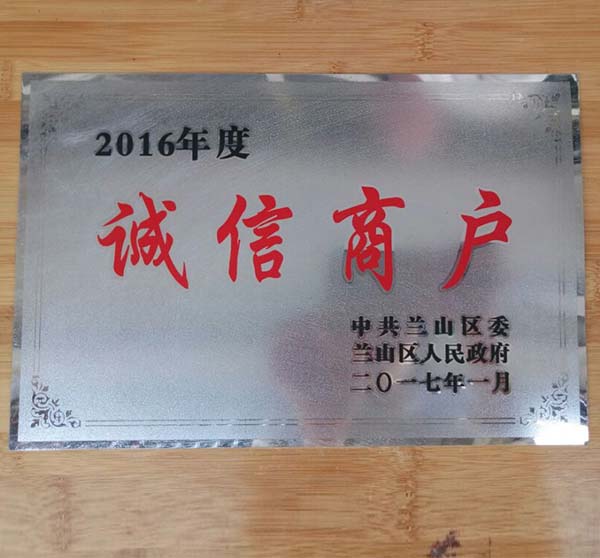 2016年度
诚信商户
中共兰山区委
兰山区人民政府
二〇一七年一月